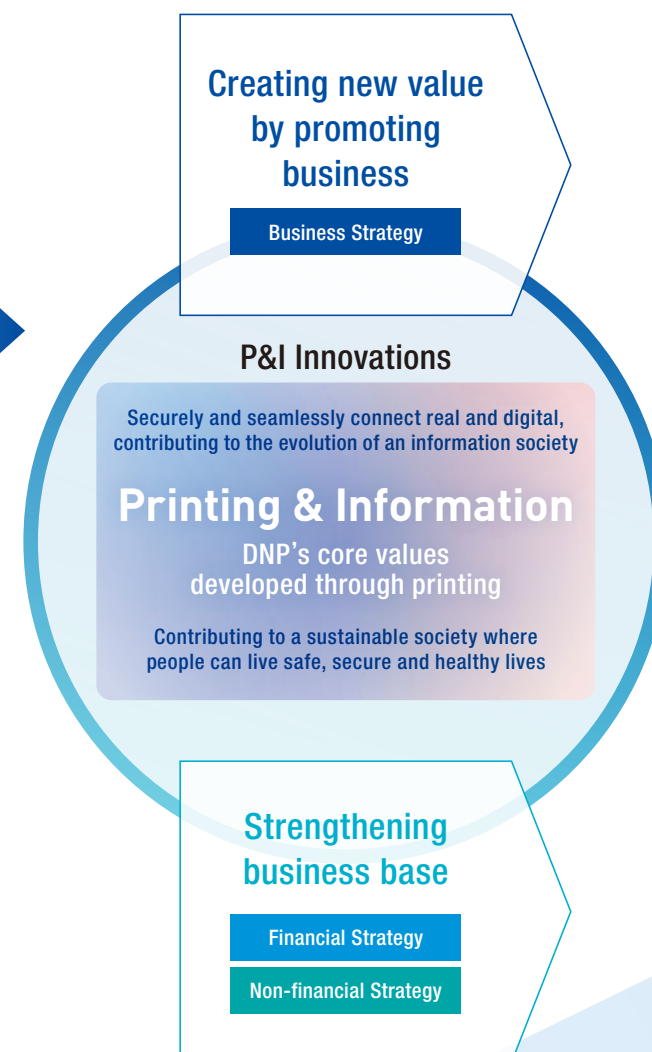 Creating new value
by promoting
business
Business Strategy
P&I Innovations
Securely and seamlessly connect real and digital,
contributing to the evolution of an information society
Printing & Information
DNP’s core values
developed through printing
Contributing to a sustainable society where
people can live safe, secure and healthy lives
Strengthening
business base
Financial Strategy
Non-financial Strategy